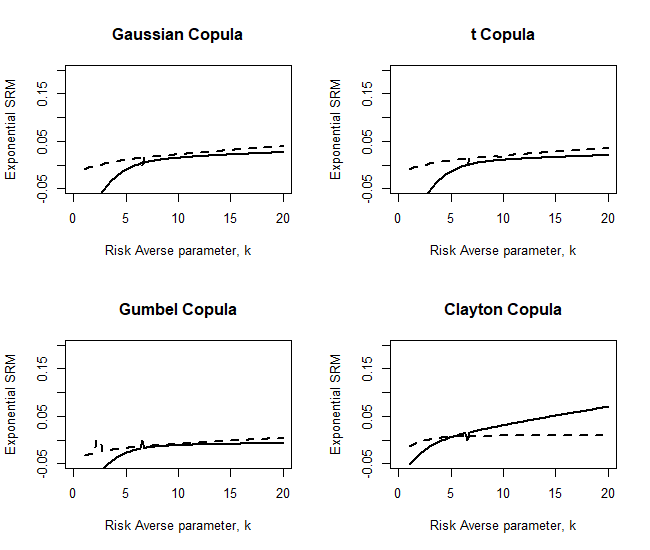 Gaussian Copula
Exponential SRM
-0.05 0.05 0.15
0 5 10 15 20
Risk Averse parameter, k
t Copula
Exponential SRM
-0.05 0.05 0.15
0 5 10 15 20
Risk Averse parameter, k
Gumbel Copula
Exponential SRM
-0.05 0.05 0.15
0 5 10 15 20
Risk Averse parameter, k
Clayton Copula
Exponential SRM
-0.05 0.05 0.15
0 5 10 15 20
Risk Averse parameter, k